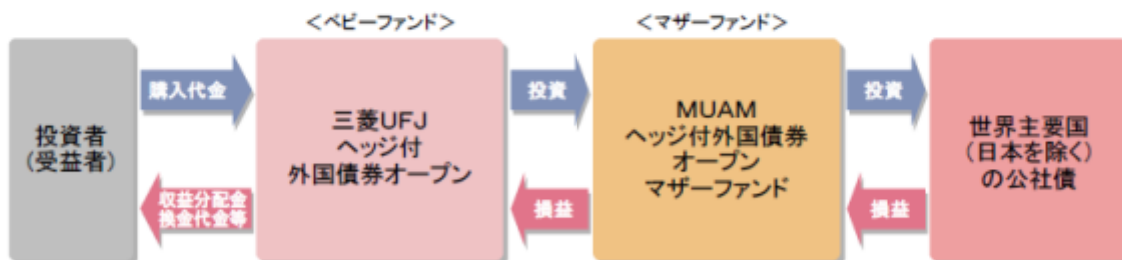 ＜ベビーファンド＞
＜マザーファンド＞
投資者
（受益者）
購入代金
収益分配金
換金代金等
三菱UFJ
ヘッジ付
外国債券オープン
投資
損益
MUAM
ヘッジ付外国債券
オープン
マザーファンド
投資
損益
世界主要国
（日本を除く）
の公社債